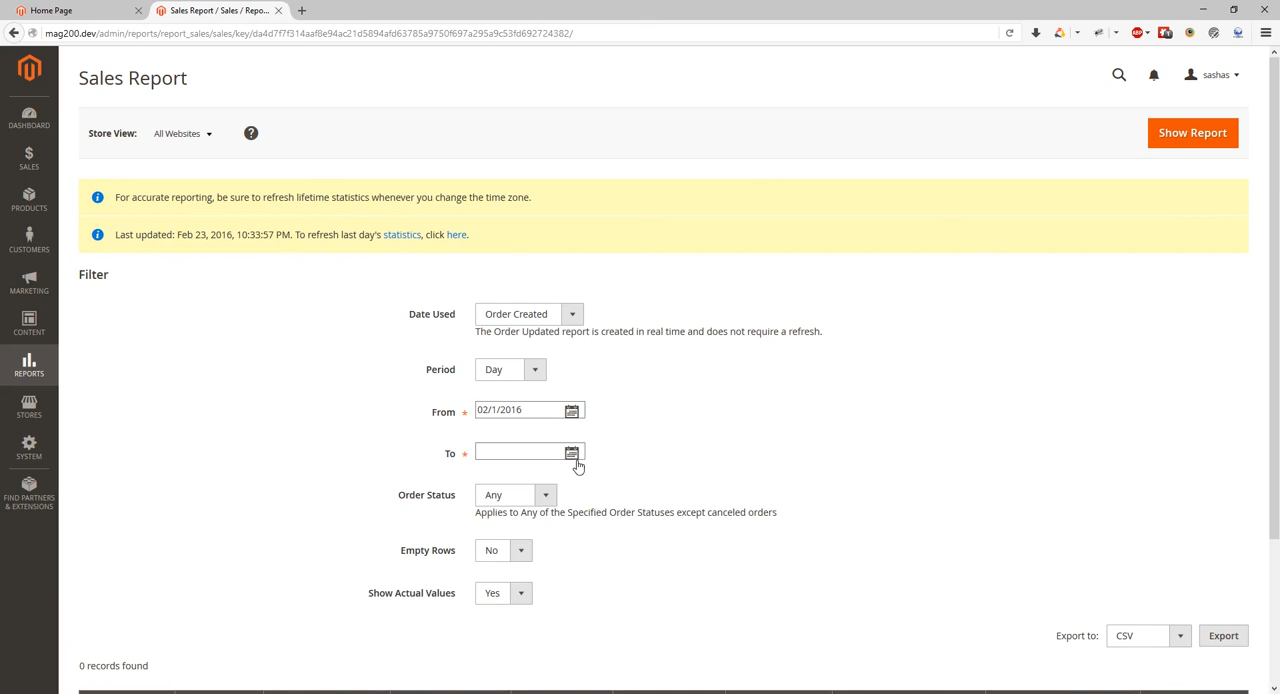 Home Page
Sales Report / Sales / Repo...
mag200.dev/admin/reports/report_sales/sales/key/da4d7f7f314aaf8e94ac21d5894afd63785a9750f697a295a9c53fd692724382/
ABP
Sales Report
sashas
DASHBOARD
SALES
PRODUCTS
CUSTOMERS
MARKETING
CONTENT
REPORTS
STORES
SYSTEM
FIND PARTNERS
& EXTENSIONS
Store View: All Websites ?
Show Report
For accurate reporting, be sure to refresh lifetime statistics whenever you change the time zone.
Last updated: Feb 23, 2016, 10:33:57 PM. To refresh last day's statistics, click here.
Filter
Date Used Order Created
The Order Updated report is created in real time and does not require a refresh.
Period Day
From * 02/1/2016
To *
Order Status Any
Applies to Any of the Specified Order Statuses except canceled orders
Empty Rows No
Show Actual Values Yes
Export to: CSV Export
0 records found